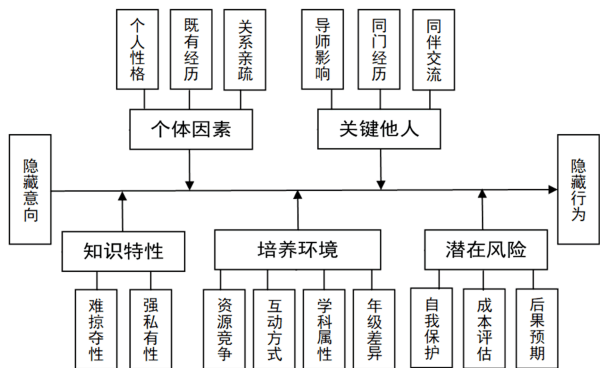 个人性格
既有经历
关系亲疏
导师影响
同门经历
同伴交流
个体因素
关键他人
隐藏意向
隐藏行为
知识特性
培养环境
潜在风险
难掠夺性
强私有性
资源竞争
互动方式
学科属性
年级差异
自我保护
成本评估
后果预期